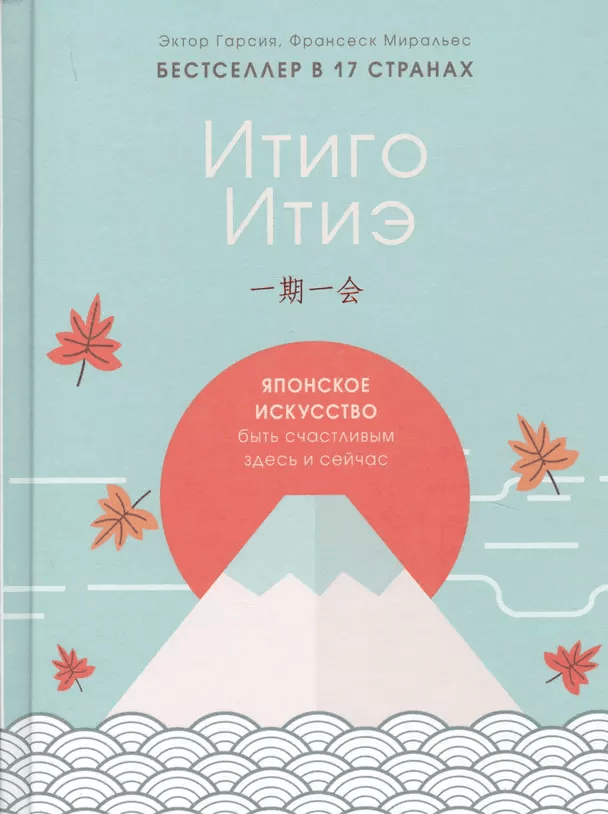 Эктор Гарсия, Франсеск Миральес
БЕСТСЕЛЛЕР В 17 СТРАНАХ
Итиго
Итиэ
一期一会
ЯПОНСКОЕ
ИСКУССТВО
быть счастливым
здесь и сейчас